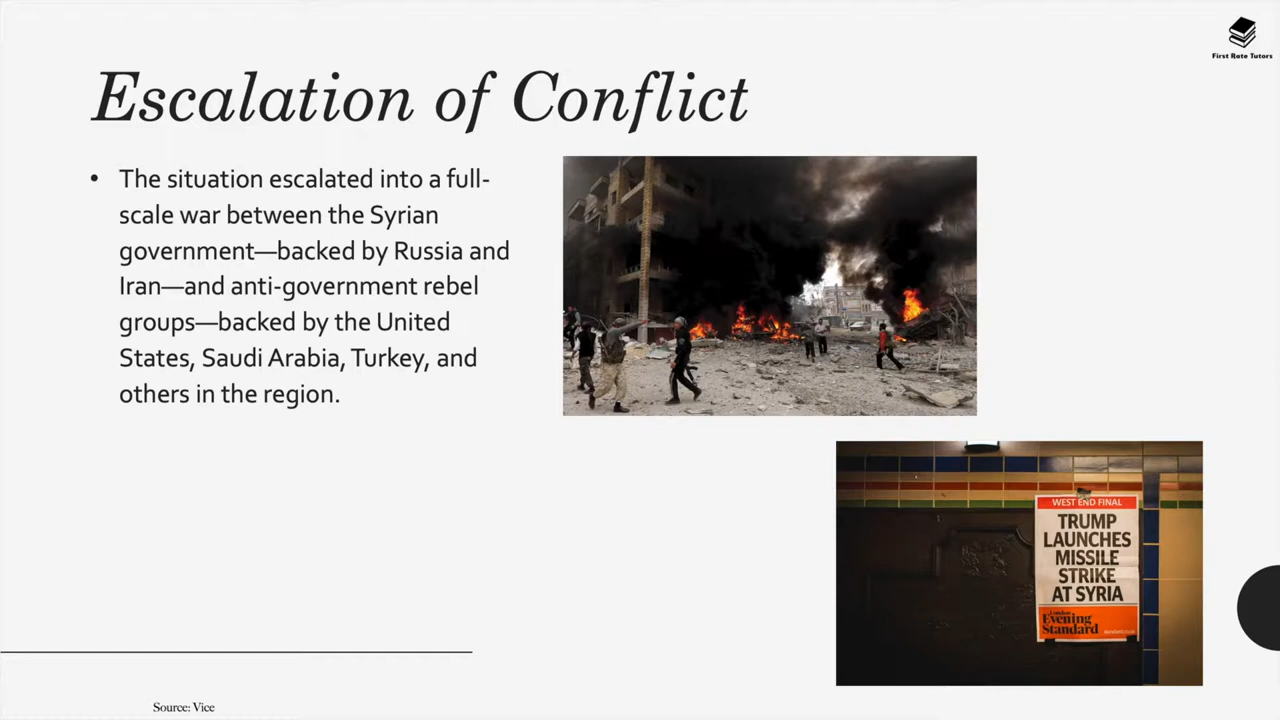 First Rate Tutors
Escalation of Conflict
• The situation escalated into a full-
scale war between the Syrian
government—backed by Russia and
Iran—and anti-government rebel
groups—backed by the United
States, Saudi Arabia, Turkey, and
others in the region.
WEST END FINAL
TRUMP
LAUNCHES
MISSILE
STRIKE
AT SYRIA
London
Evening
Standard
Source: Vice